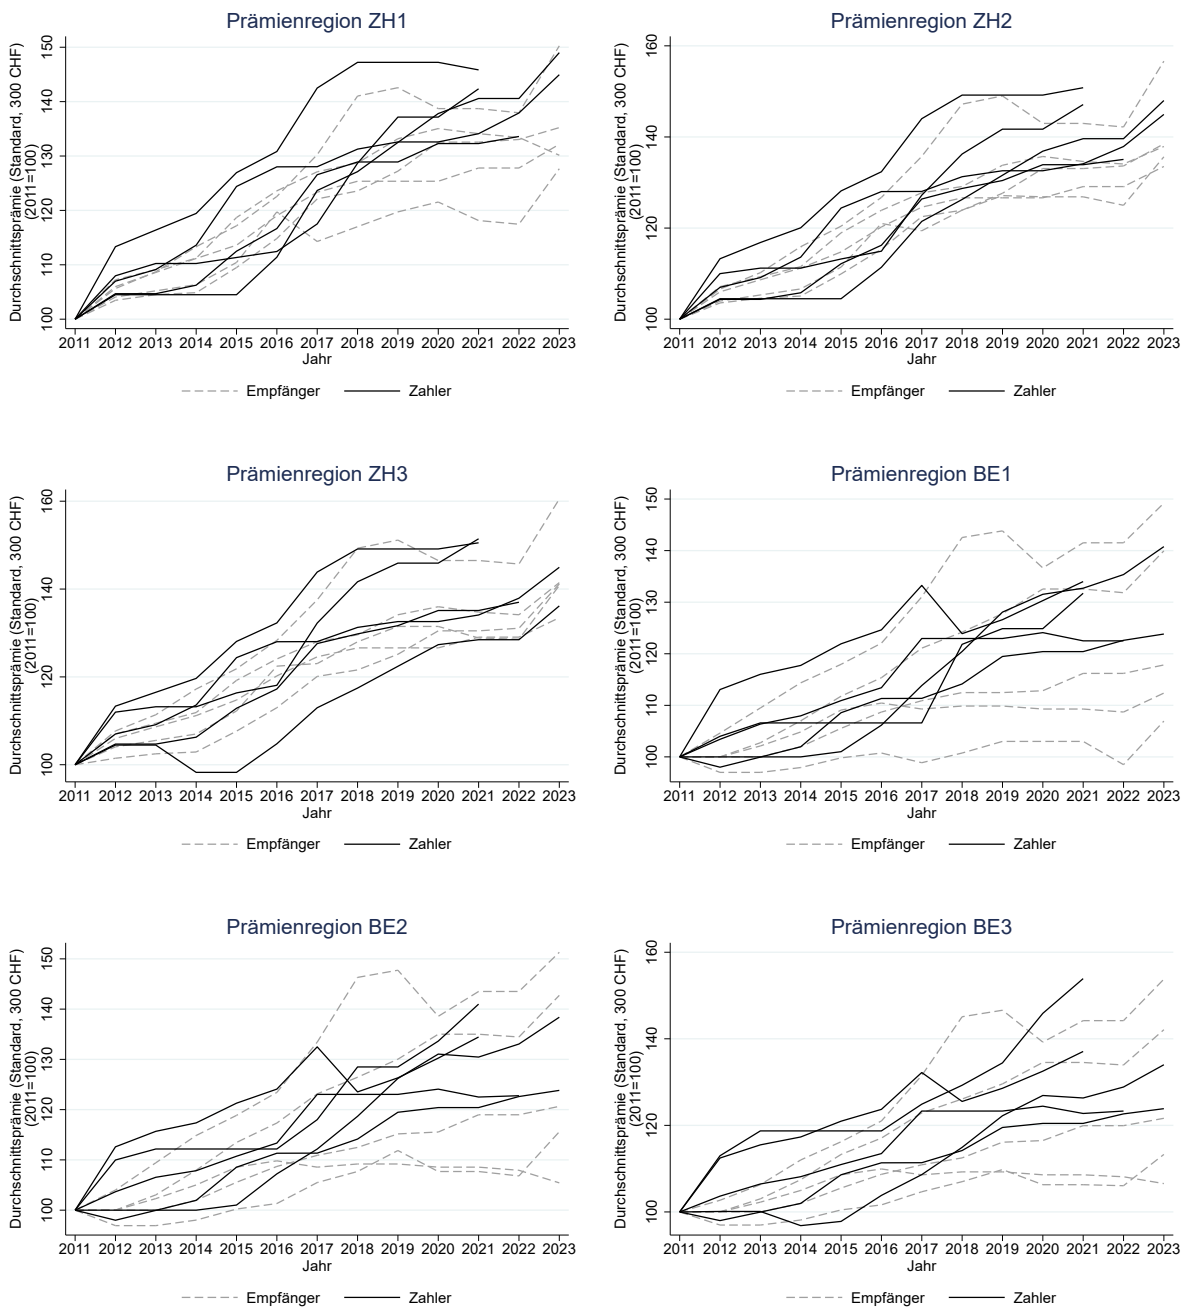 Prämienregion ZH1
Durchschnittsprämie (Standard, 300 CHF)
(2011=100)
150
140
130
120
110
100
2011 2012 2013 2014 2015 2016 2017 2018 2019 2020 2021 2022 2023
Jahr
Empfänger Zahler
Prämienregion ZH2
Durchschnittsprämie (Standard, 300 CHF)
(2011=100)
160
140
120
100
2011 2012 2013 2014 2015 2016 2017 2018 2019 2020 2021 2022 2023
Jahr
Empfänger Zahler
Prämienregion ZH3
Durchschnittsprämie (Standard, 300 CHF)
(2011=100)
160
140
120
100
2011 2012 2013 2014 2015 2016 2017 2018 2019 2020 2021 2022 2023
Jahr
Empfänger Zahler
Prämienregion BE1
Durchschnittsprämie (Standard, 300 CHF)
(2011=100)
150
140
130
120
110
100
2011 2012 2013 2014 2015 2016 2017 2018 2019 2020 2021 2022 2023
Jahr
Empfänger Zahler
Prämienregion BE2
Durchschnittsprämie (Standard, 300 CHF)
(2011=100)
150
140
130
120
110
100
2011 2012 2013 2014 2015 2016 2017 2018 2019 2020 2021 2022 2023
Jahr
Empfänger Zahler
Prämienregion BE3
Durchschnittsprämie (Standard, 300 CHF)
(2011=100)
160
140
120
100
2011 2012 2013 2014 2015 2016 2017 2018 2019 2020 2021 2022 2023
Jahr
Empfänger Zahler